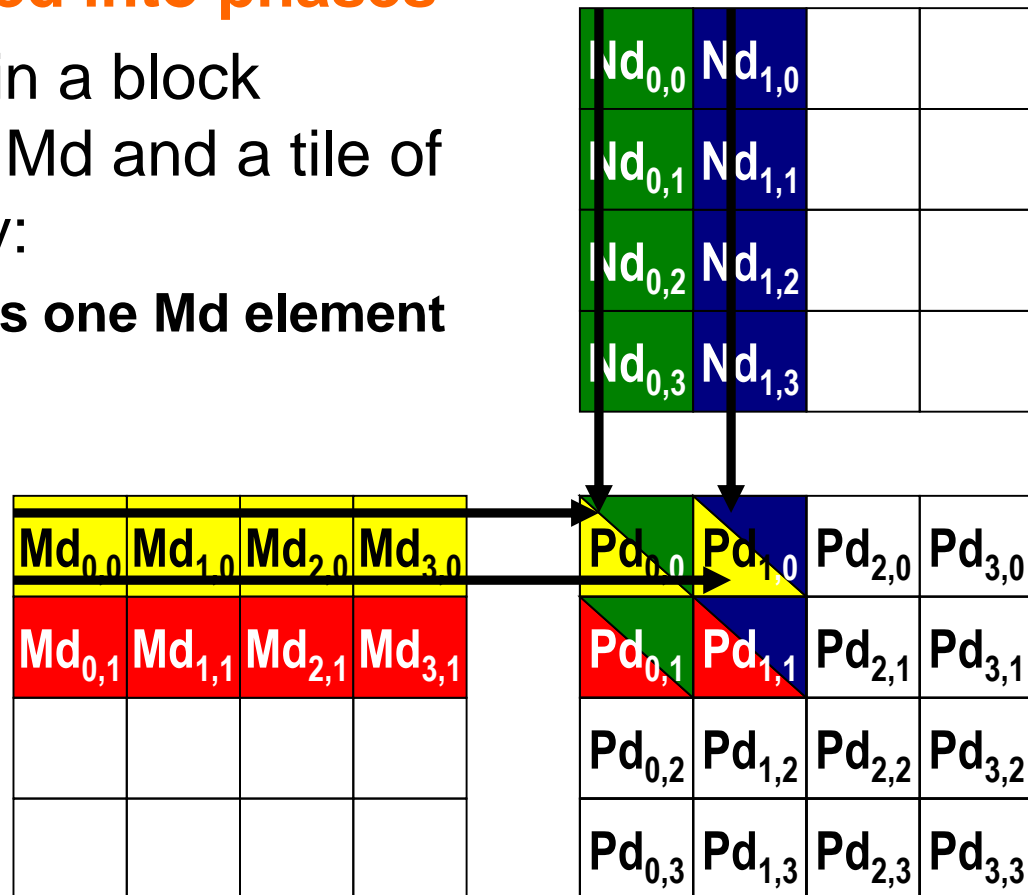 ed into phases
in a block
Md and a tile of
y:
s one Md element
Nd0,0 Nd1,0
Nd0,1 Nd1,1
Nd0,2 Nd1,2
Nd0,3 Nd1,3
Md0,0 Md1,0 Md2,0 Md3,0 Pd0,0 Pd1,0 Pd2,0 Pd3,0
Md0,1 Md1,1 Md2,1 Md3,1 Pd0,1 Pd1,1 Pd2,1 Pd3,1
Pd0,2 Pd1,2 Pd2,2 Pd3,2
Pd0,3 Pd1,3 Pd2,3 Pd3,3